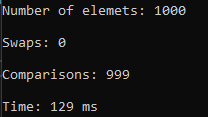 Number of elemets: 1000
Swaps: 0
Comparisons: 999
Time: 129 ms